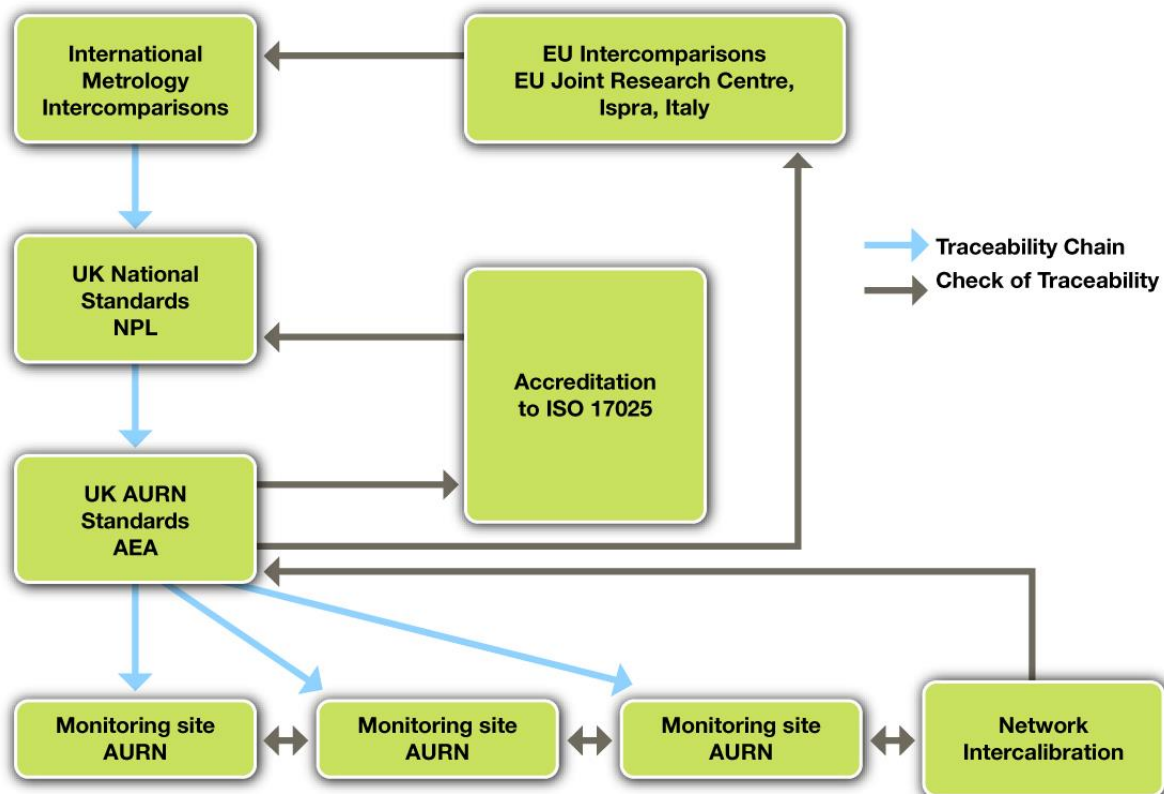 International
Metrology
Intercomparisons
EU Intercomparisons
EU Joint Research Centre,
Ispra, Italy
Traceability Chain
Check of Traceability
UK National
Standards
NPL
Accreditation
to ISO 17025
UK AURN
Standards
AEA
Monitoring site
AURN
Monitoring site
AURN
Monitoring site
AURN
Network
Intercalibration